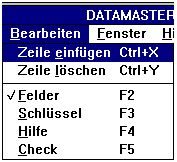 DATAMASTER
Bearbeiten Fenster Hi
Zeile einfügen Ctrl+X
Zeile löschen Ctrl+Y
✓ Felder F2
Schlüssel F3
Hilfe F4
Check F5